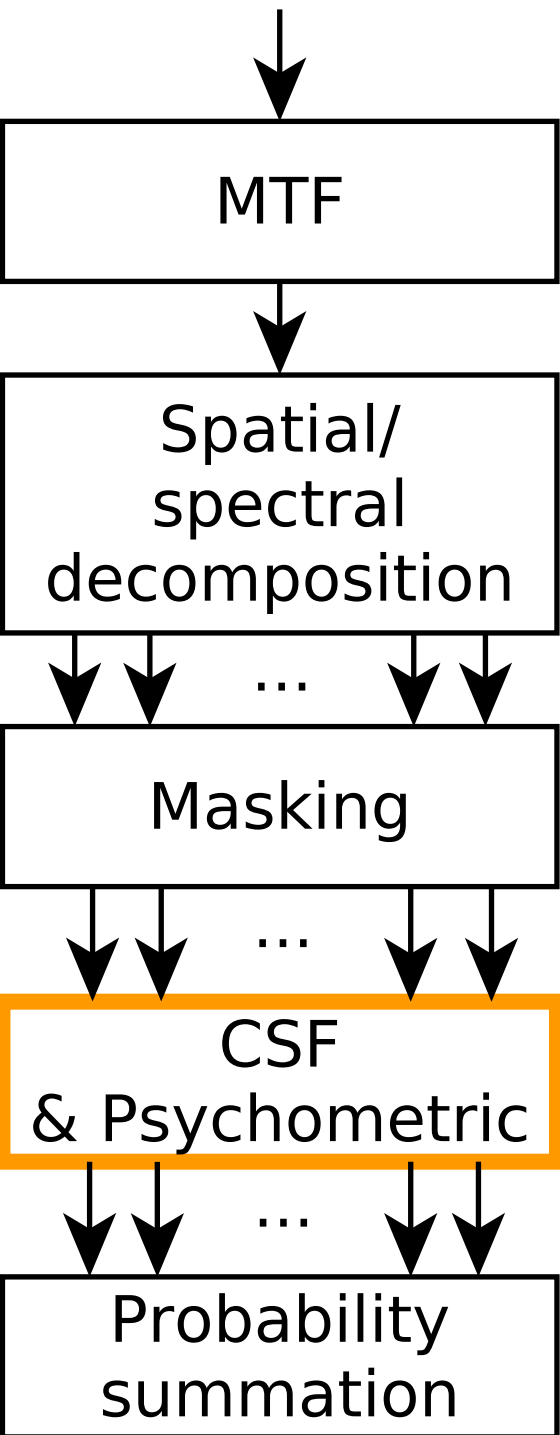 MTF
Spatial/
spectral
decomposition
...
Masking
...
CSF
& Psychometric
...
Probability
summation